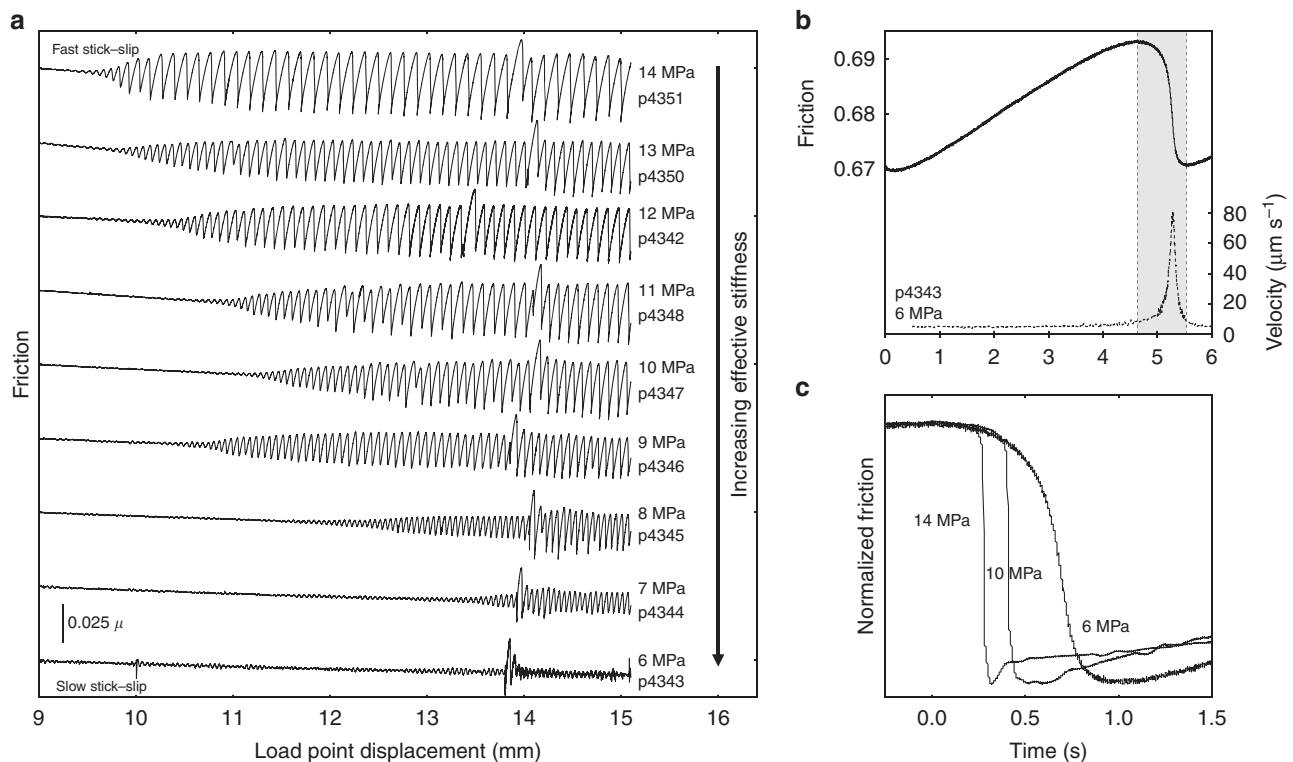 a
Fast stick–slip
14 MPa
p4351
13 MPa
p4350
12 MPa
p4342
11 MPa
p4348
10 MPa
p4347
9 MPa
p4346
8 MPa
p4345
7 MPa
p4344
6 MPa
p4343
0.025 μ
Slow stick–slip
Friction
Increasing effective stiffness
9 10 11 12 13 14 15 16
Load point displacement (mm)
b
0.69
0.68
0.67
Friction
80
60
40
20
0
Velocity (μm s⁻¹)
p4343
6 MPa
0 1 2 3 4 5 6
c
Normalized friction
14 MPa
10 MPa
6 MPa
0.0 0.5 1.0 1.5
Time (s)